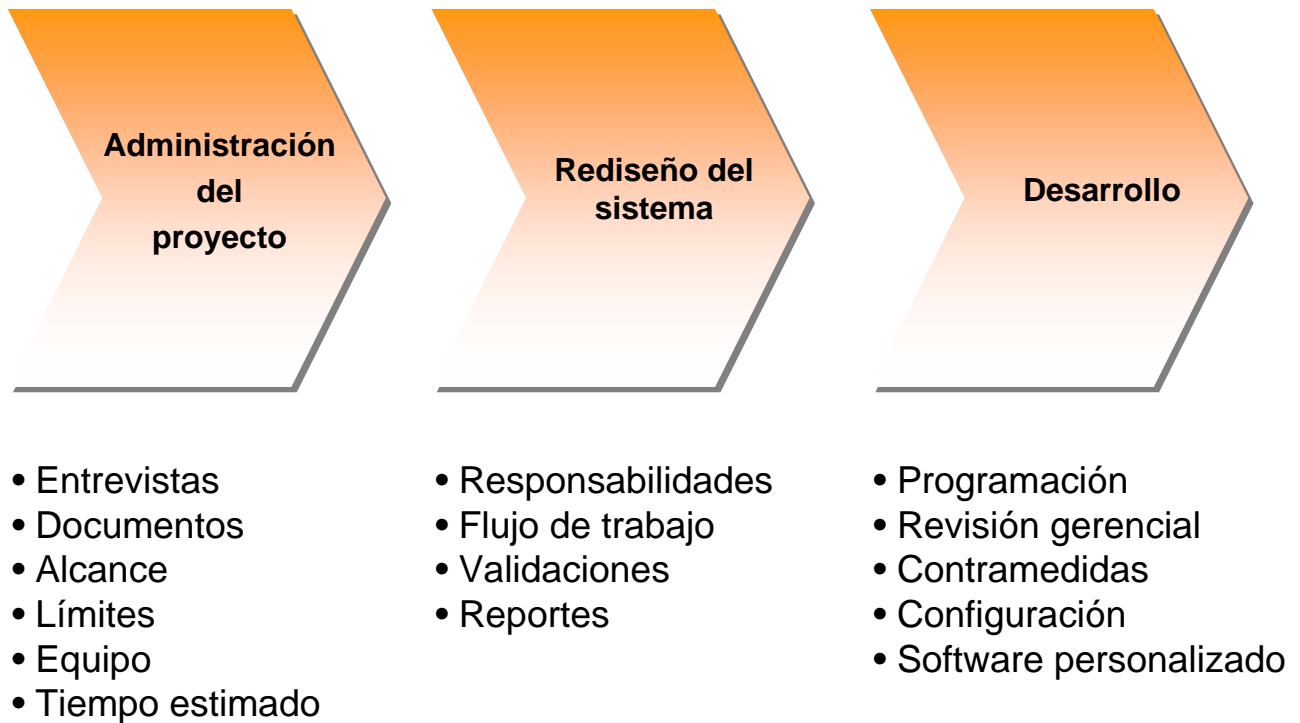 Administración
del
proyecto
Rediseño del
sistema
Desarrollo
• Entrevistas
• Documentos
• Alcance
• Límites
• Equipo
• Tiempo estimado
• Responsabilidades
• Flujo de trabajo
• Validaciones
• Reportes
• Programación
• Revisión gerencial
• Contramedidas
• Configuración
• Software personalizado